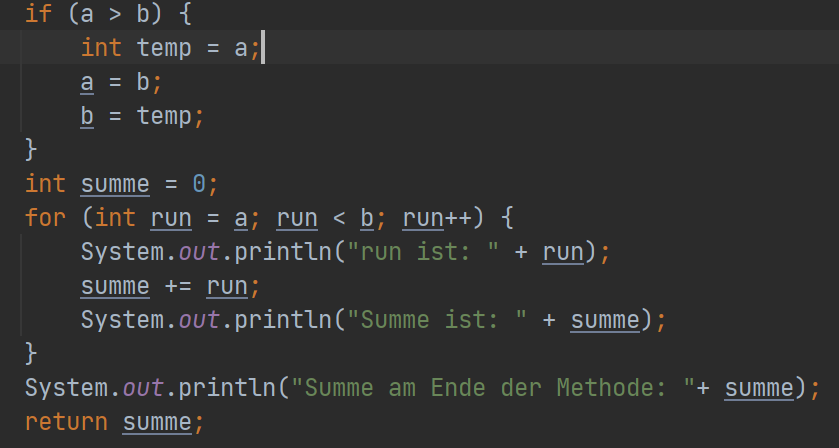 if (a > b) {
    int temp = a;
    a = b;
    b = temp;
}
int summe = 0;
for (int run = a; run < b; run++) {
    System.out.println("run ist: " + run);
    summe += run;
    System.out.println("Summe ist: " + summe);
}
System.out.println("Summe am Ende der Methode: "+ summe);
return summe;